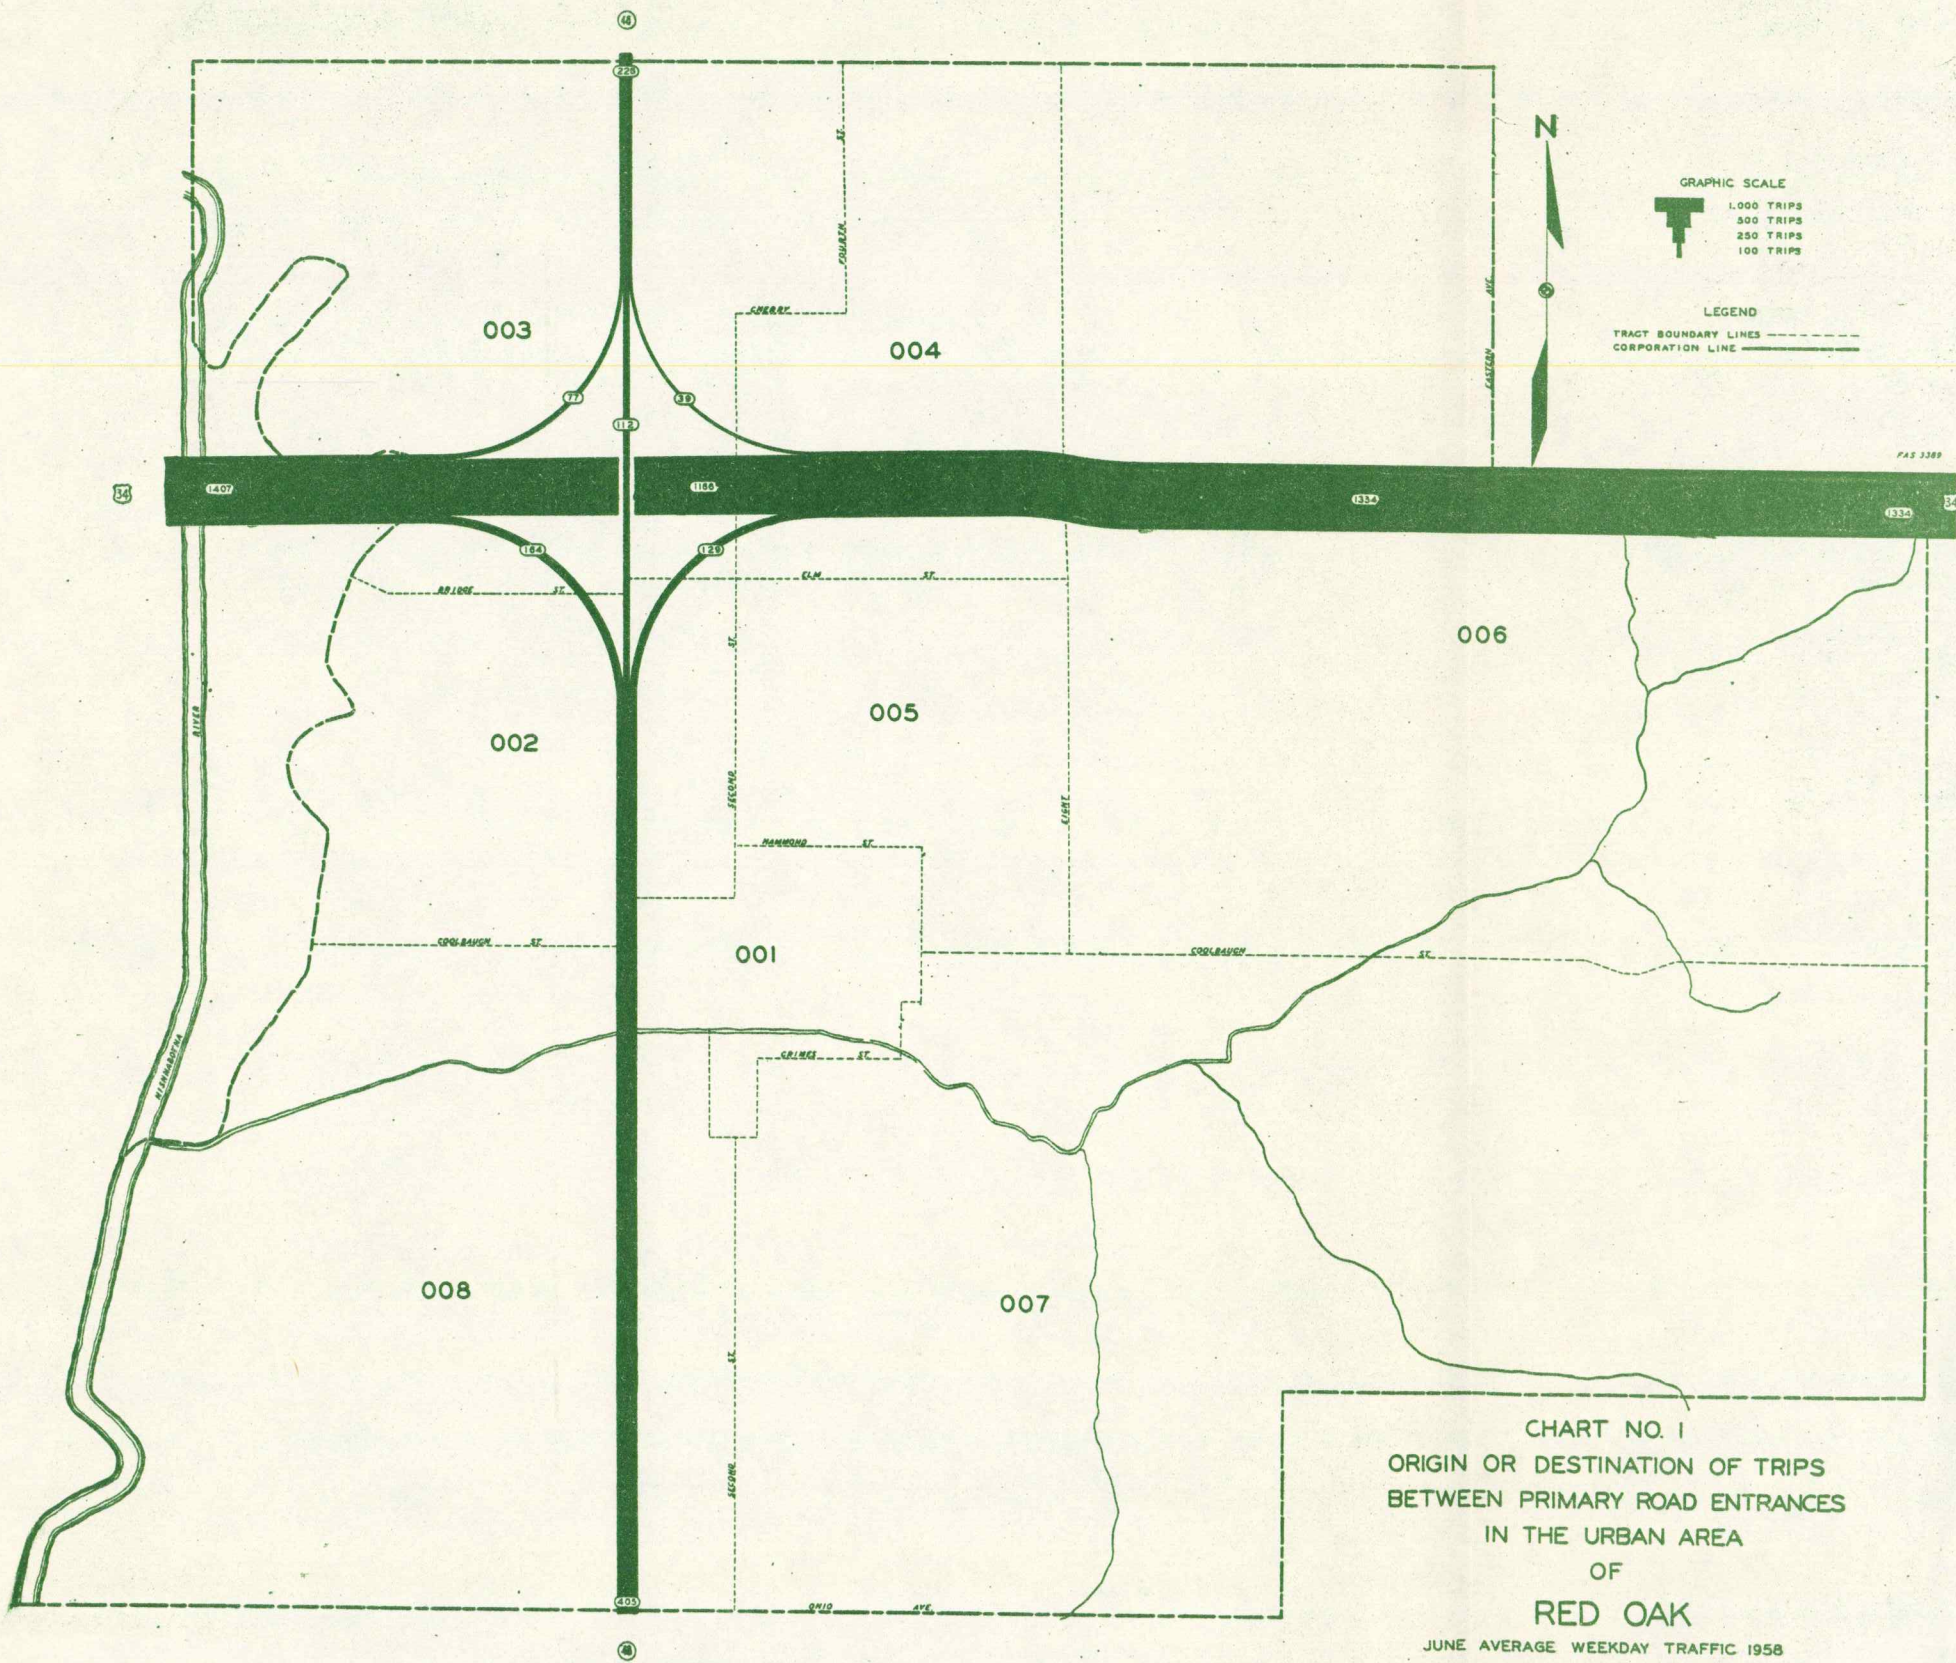 48
228
N
GRAPHIC SCALE
1,000 TRIPS
500 TRIPS
250 TRIPS
100 TRIPS
FOURTH ST.
EASTERN AVE.
LEGEND
TRACT BOUNDARY LINES
CORPORATION LINE
CHERRY
003
004
77
39
112
FAS 3389
34
1407
1166
1334
1334
34
164
129
BRIDGE ST.
ELM ST.
006
SECOND ST.
RIVER
002
005
EIGHT
HAMMOND ST.
COOLBAUGH ST.
001
COOLBAUGH ST.
NISHNABOTNA
GRIMES ST.
008
007
SECOND ST.
405
OHIO AVE.
48
CHART NO. 1
ORIGIN OR DESTINATION OF TRIPS
BETWEEN PRIMARY ROAD ENTRANCES
IN THE URBAN AREA
OF
RED OAK
JUNE AVERAGE WEEKDAY TRAFFIC 1958